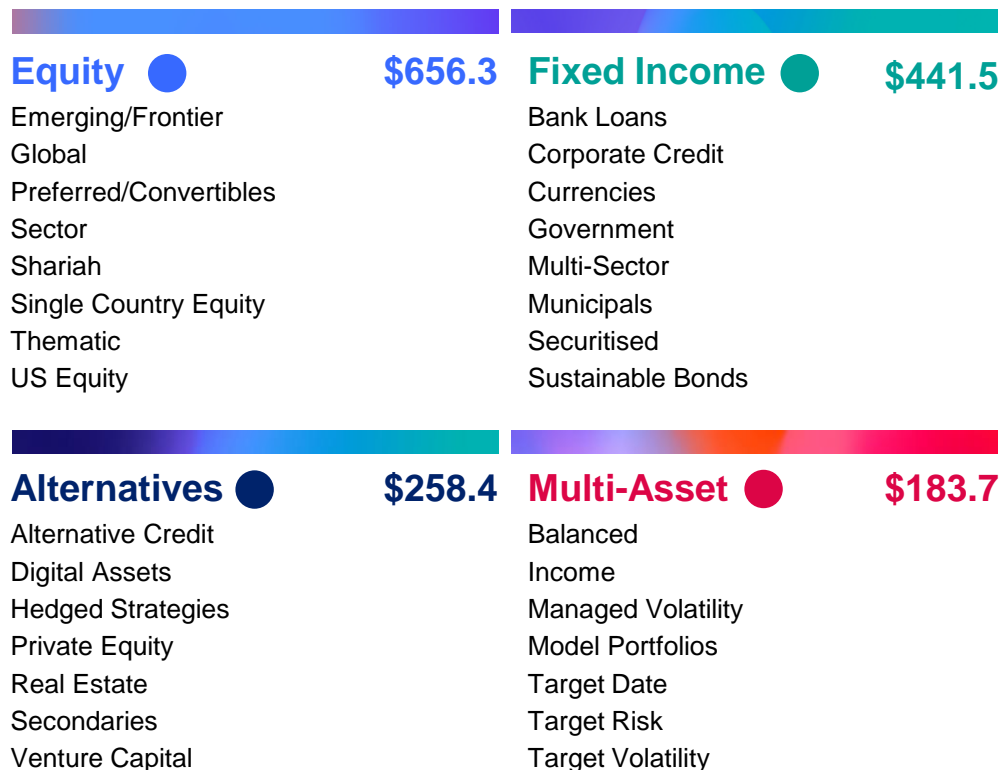 Equity $656.3
Emerging/Frontier
Global
Preferred/Convertibles
Sector
Shariah
Single Country Equity
Thematic
US Equity
Fixed Income $441.5
Bank Loans
Corporate Credit
Currencies
Government
Multi-Sector
Municipals
Securitised
Sustainable Bonds
Alternatives $258.4
Alternative Credit
Digital Assets
Hedged Strategies
Private Equity
Real Estate
Secondaries
Venture Capital
Multi-Asset $183.7
Balanced
Income
Managed Volatility
Model Portfolios
Target Date
Target Risk
Target Volatility